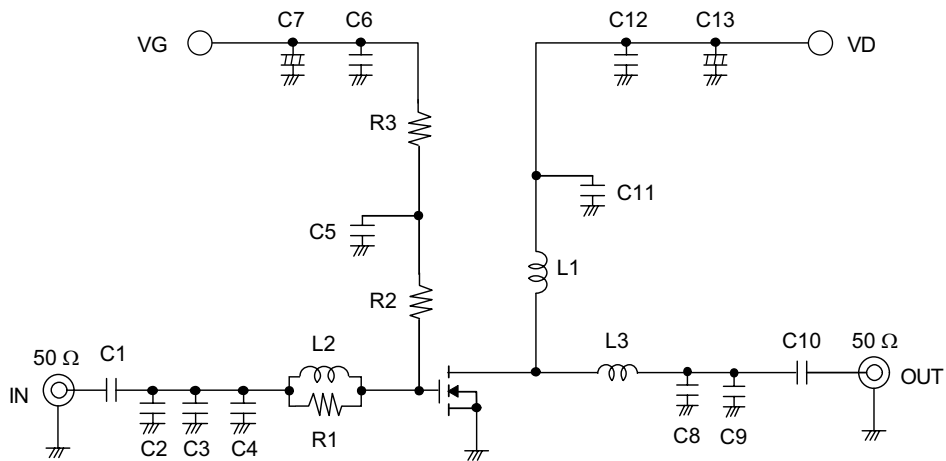 C7 C6 C12 C13
VG VD
R3
C11
C5
L1
R2
50 Ω C1 L2 L3 C10 50 Ω
IN OUT
C2 C3 C4 R1 C8 C9